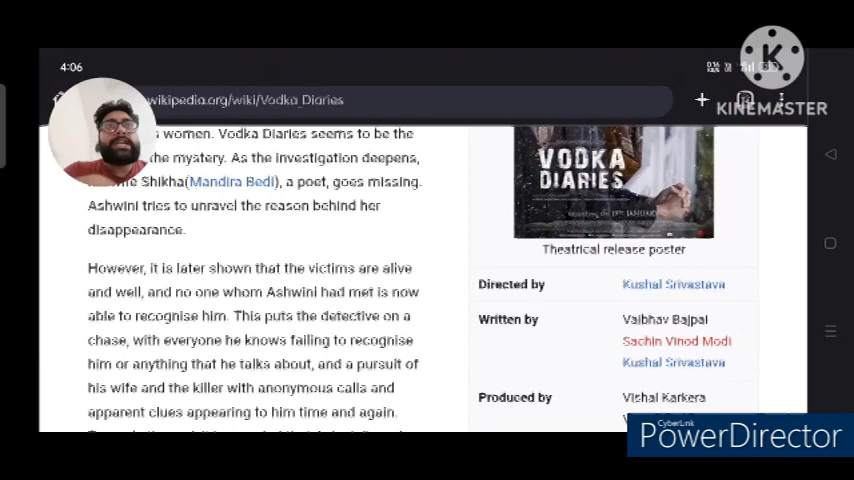 4:06
KINEMASTER
wikipedia.org/wiki/Vodka_Diaries
women. Vodka Diaries seems to be the
the mystery. As the investigation deepens,
Shikha(Mandira Bedi), a poet, goes missing.
Ashwini tries to unravel the reason behind her
disappearance.
However, it is later shown that the victims are alive
and well, and no one whom Ashwini had met is now
able to recognise him. This puts the detective on a
chase, with everyone he knows failing to recognise
him or anything that he talks about, and a pursuit of
his wife and the killer with anonymous calls and
apparent clues appearing to him time and again.
VODKA
DIARIES
Theatrical release poster
Directed by Kushal Srivastava
Written by Vaibhav Bajpai
Sachin Vinod Modi
Kushal Srivastava
Produced by Vishal Karkera
CyberLink
PowerDirector